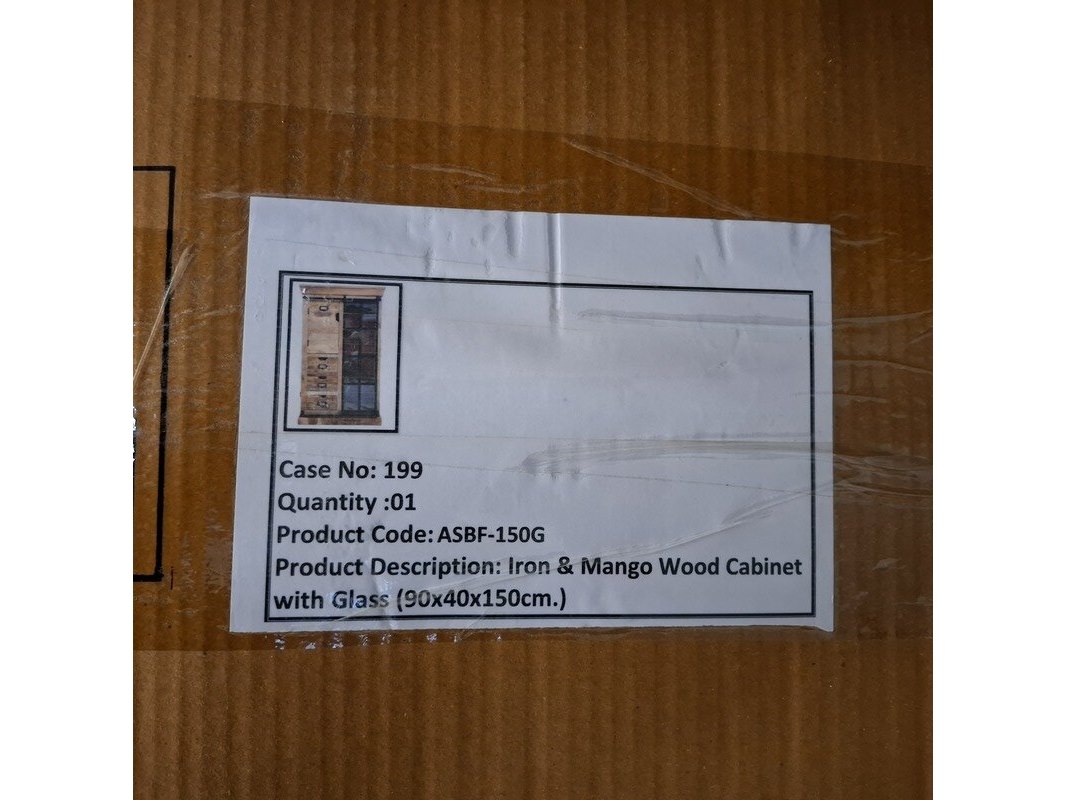 Case No: 199
Quantity :01
Product Code: ASBF-150G
Product Description: Iron & Mango Wood Cabinet
with Glass (90x40x150cm.)